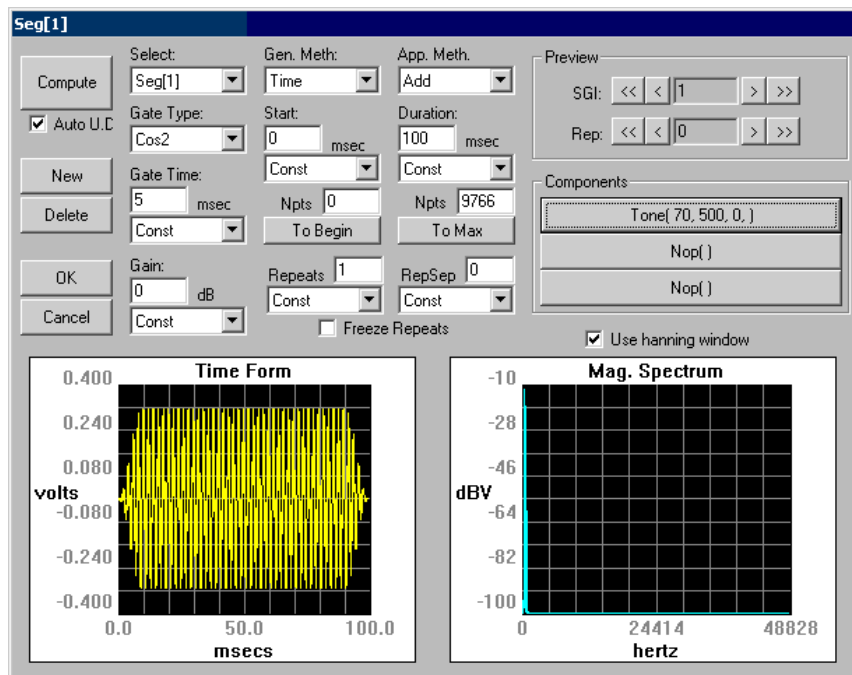 Seg[1]
Compute
Auto U.D
New
Delete
OK
Cancel
Select:
Seg[1]
Gate Type:
Cos2
Gate Time:
5 msec
Const
Gain:
0 dB
Const
Gen. Meth:
Time
Start:
0 msec
Const
Npts 0
To Begin
Repeats 1
Const
App. Meth.
Add
Duration:
100 msec
Const
Npts 9766
To Max
RepSep 0
Const
Freeze Repeats
Preview
SGI: << < 1 > >>
Rep: << < 0 > >>
Components
Tone( 70, 500, 0, )
Nop( )
Nop( )
Use hanning window
Time Form
0.400
0.240
0.080
volts
-0.080
-0.240
-0.400
0.0 50.0 100.0
msecs
Mag. Spectrum
-10
-28
-46
dBV
-64
-82
-100
0 24414 48828
hertz